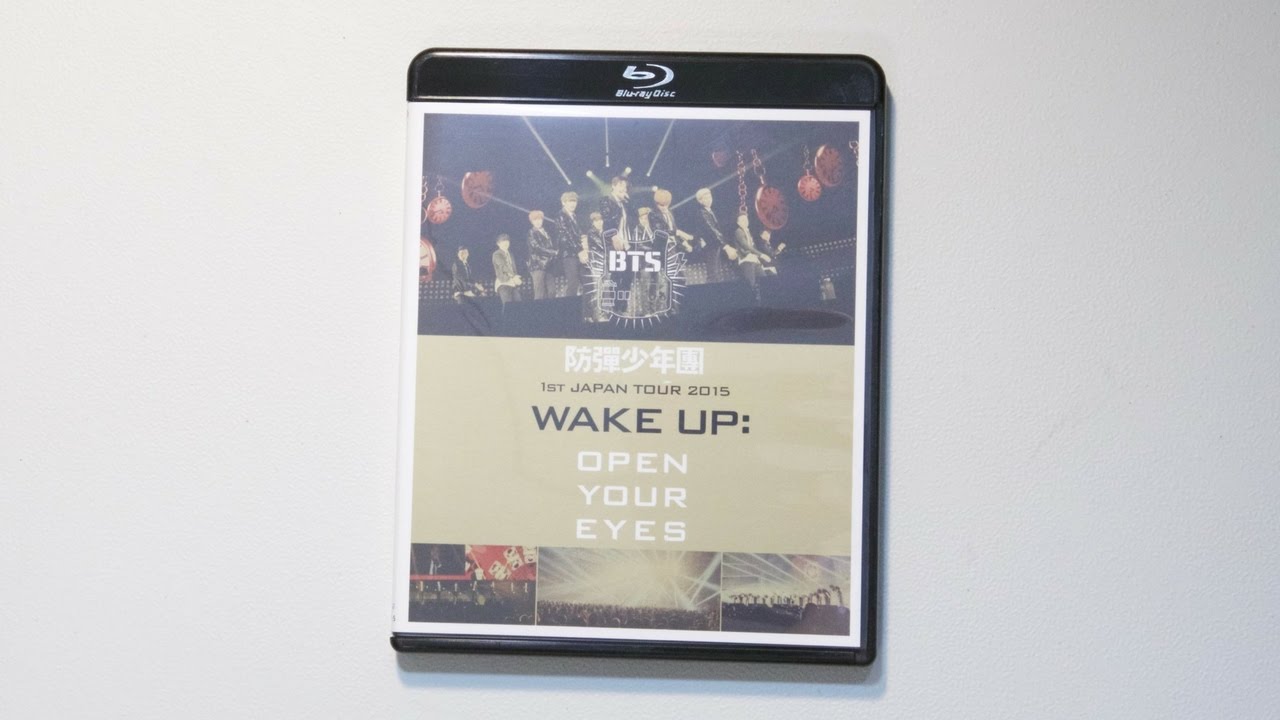 Blu-ray Disc
BTS
防彈少年團
1ST JAPAN TOUR 2015
WAKE UP:
OPEN
YOUR
EYES